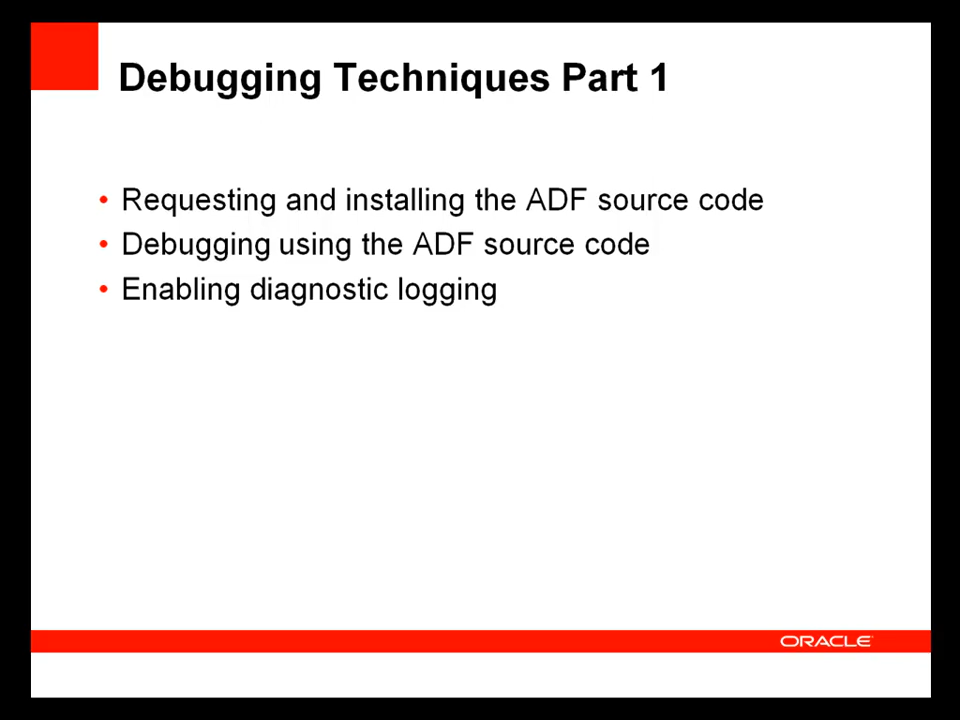 Debugging Techniques Part 1
• Requesting and installing the ADF source code
• Debugging using the ADF source code
• Enabling diagnostic logging
ORACLE